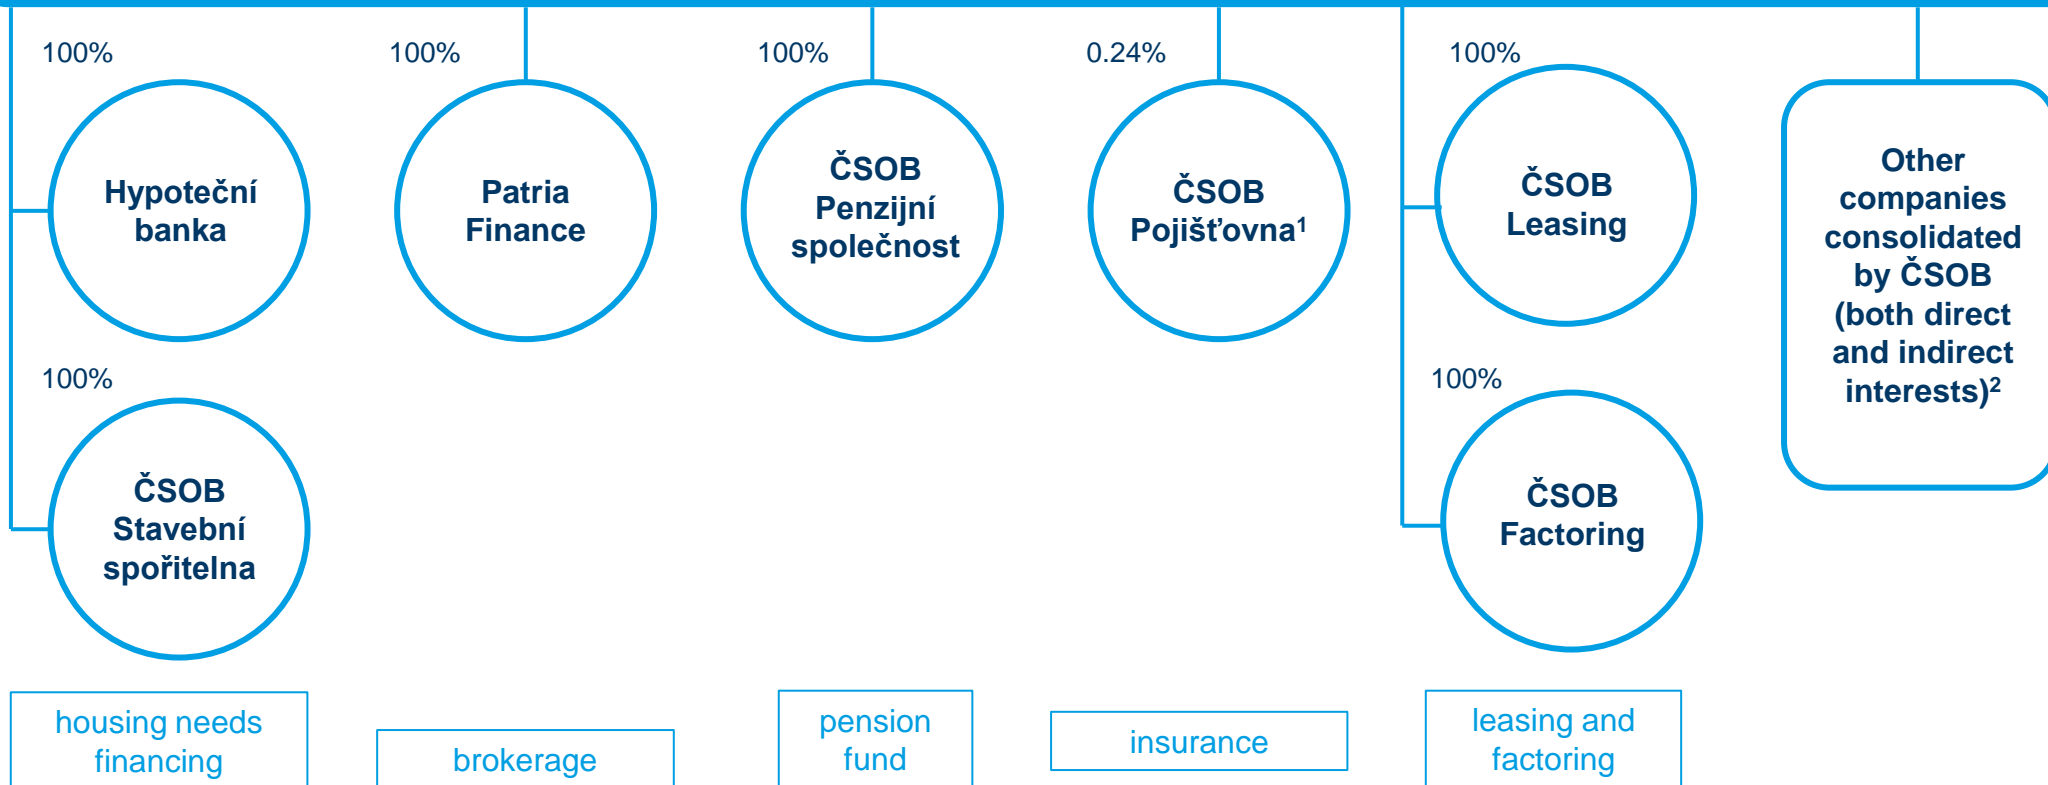 100%
Hypoteční
banka
100%
ČSOB
Stavební
spořitelna
100%
Patria
Finance
100%
ČSOB
Penzijní
společnost
0.24%
ČSOB
Pojišťovna¹
100%
ČSOB
Leasing
100%
ČSOB
Factoring
Other
companies
consolidated
by ČSOB
(both direct
and indirect
interests)²
housing needs
financing
brokerage
pension
fund
insurance
leasing and
factoring